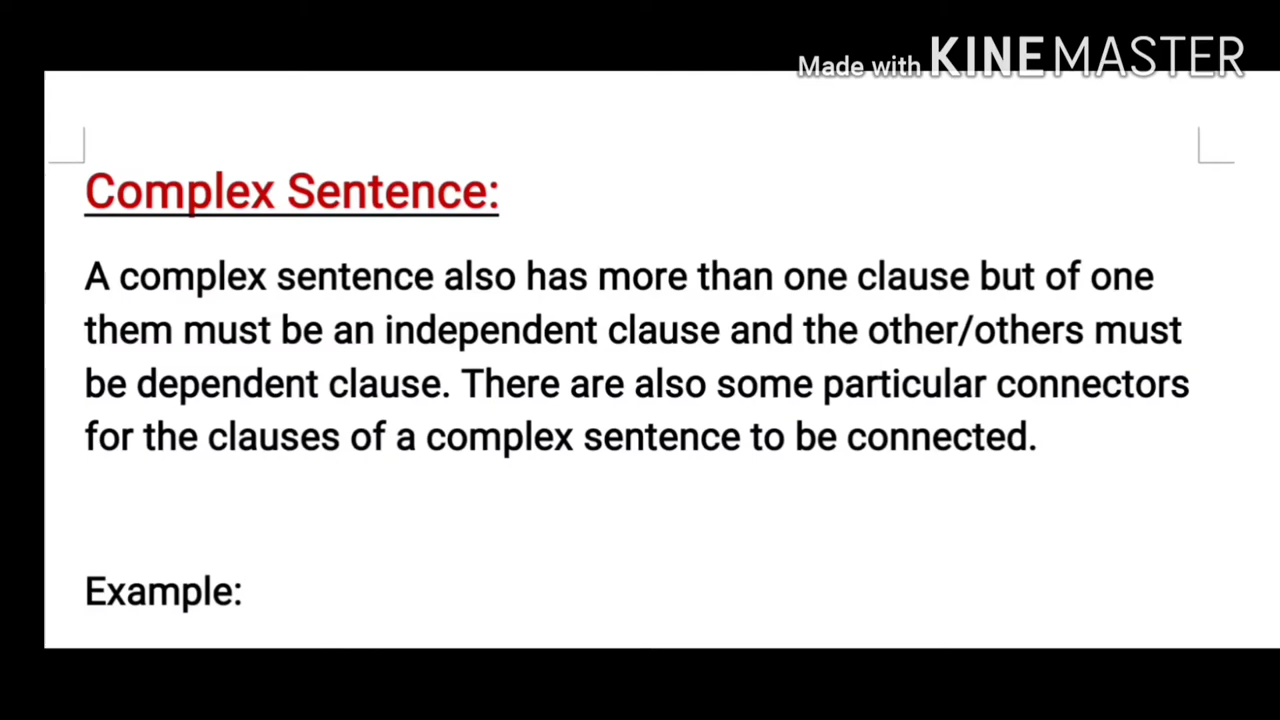 Made with KINEMASTER
Complex Sentence:
A complex sentence also has more than one clause but of one
them must be an independent clause and the other/others must
be dependent clause. There are also some particular connectors
for the clauses of a complex sentence to be connected.
Example: